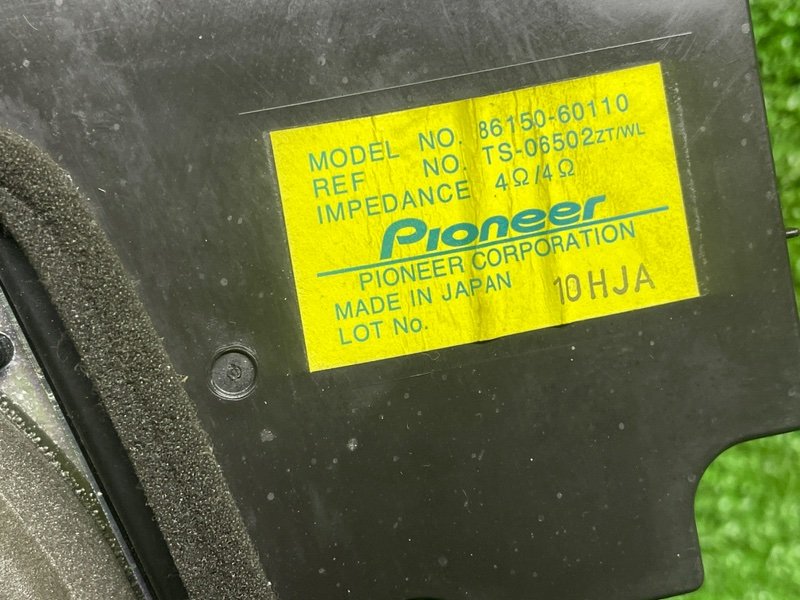 MODEL NO. 86150-60110
REF NO. TS-06502ZT/WL
IMPEDANCE 4Ω/4Ω
Pioneer
PIONEER CORPORATION
MADE IN JAPAN
LOT No. 10HJA